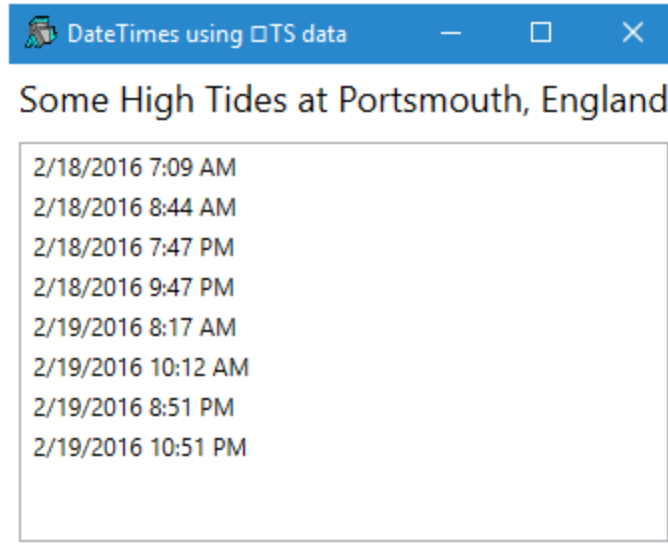 DateTimes using □TS data
Some High Tides at Portsmouth, England
2/18/2016 7:09 AM
2/18/2016 8:44 AM
2/18/2016 7:47 PM
2/18/2016 9:47 PM
2/19/2016 8:17 AM
2/19/2016 10:12 AM
2/19/2016 8:51 PM
2/19/2016 10:51 PM